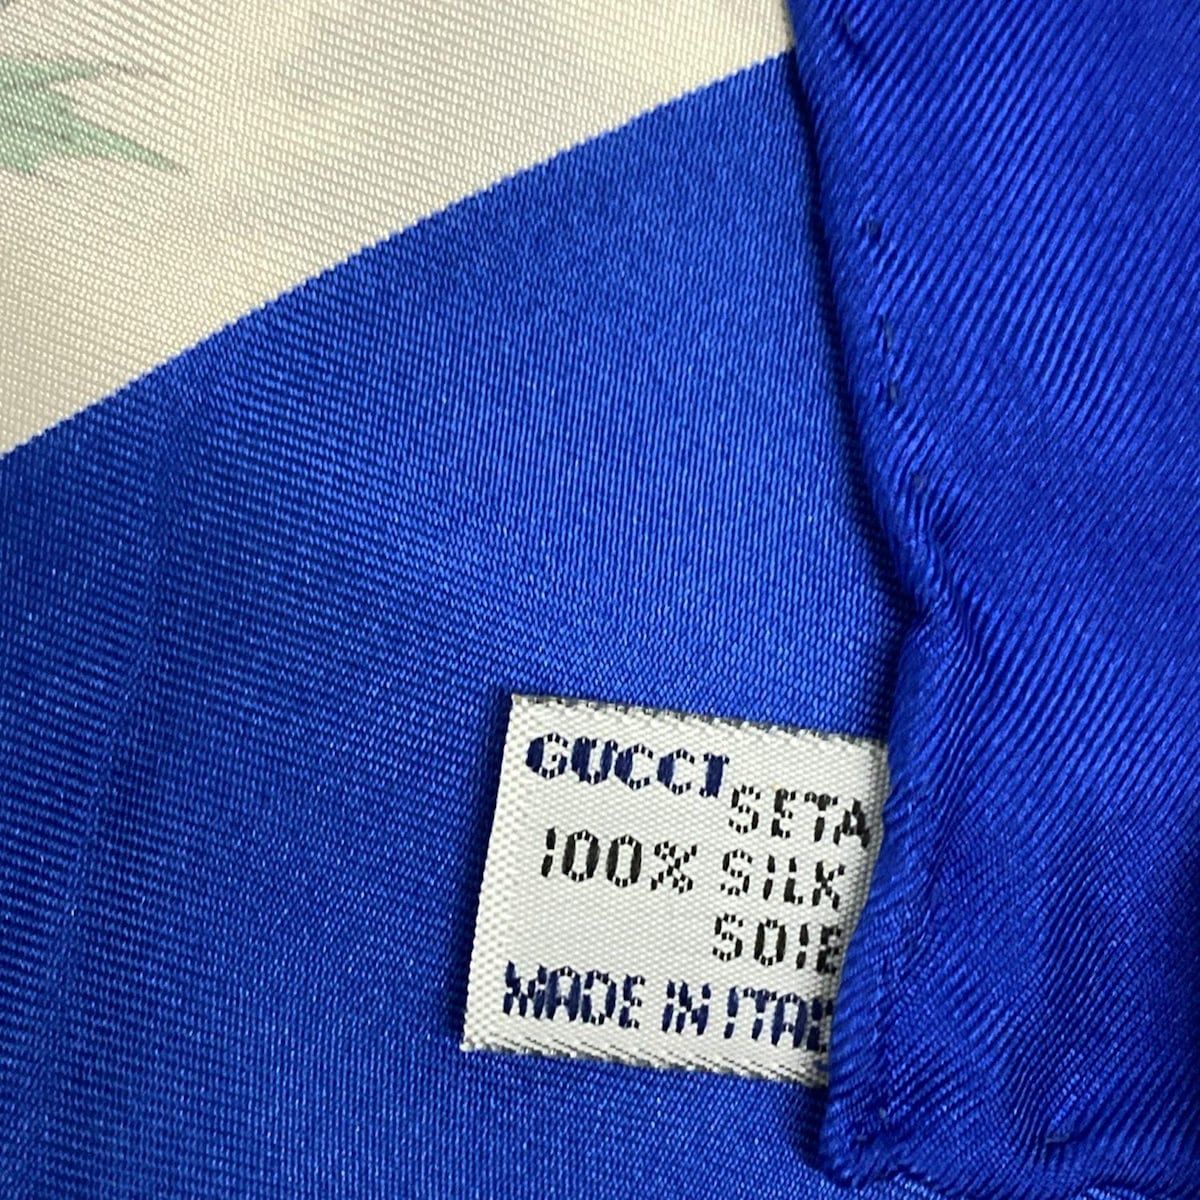 GUCCI
SETA
100% SILK
SOIE
MADE IN ITAL